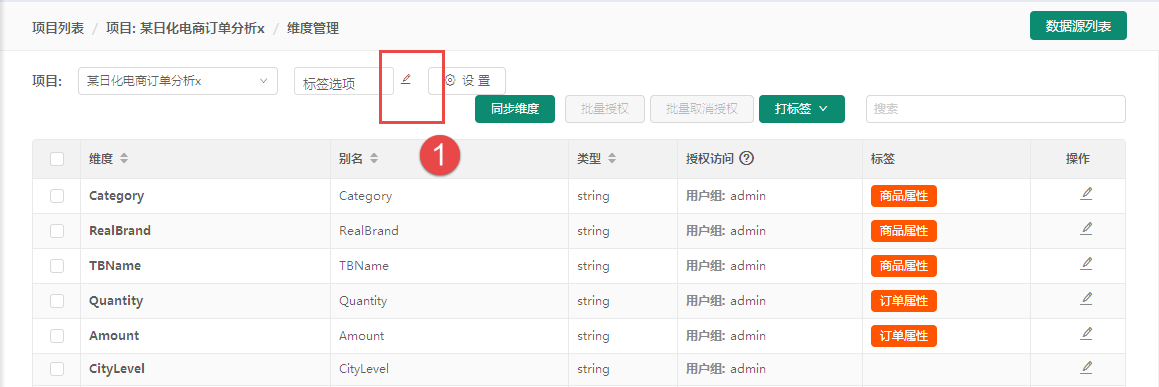 项目列表 / 项目: 某日化电商订单分析x / 维度管理
数据源列表
项目: 某日化电商订单分析x 标签选项 设 置
同步维度 批量授权 批量取消授权 打标签 搜索
1
维度 别名 类型 授权访问 ? 标签 操作
Category Category string 用户组: admin 商品属性
RealBrand RealBrand string 用户组: admin 商品属性
TBName TBName string 用户组: admin 商品属性
Quantity Quantity string 用户组: admin 订单属性
Amount Amount string 用户组: admin 订单属性
CityLevel CityLevel string 用户组: admin